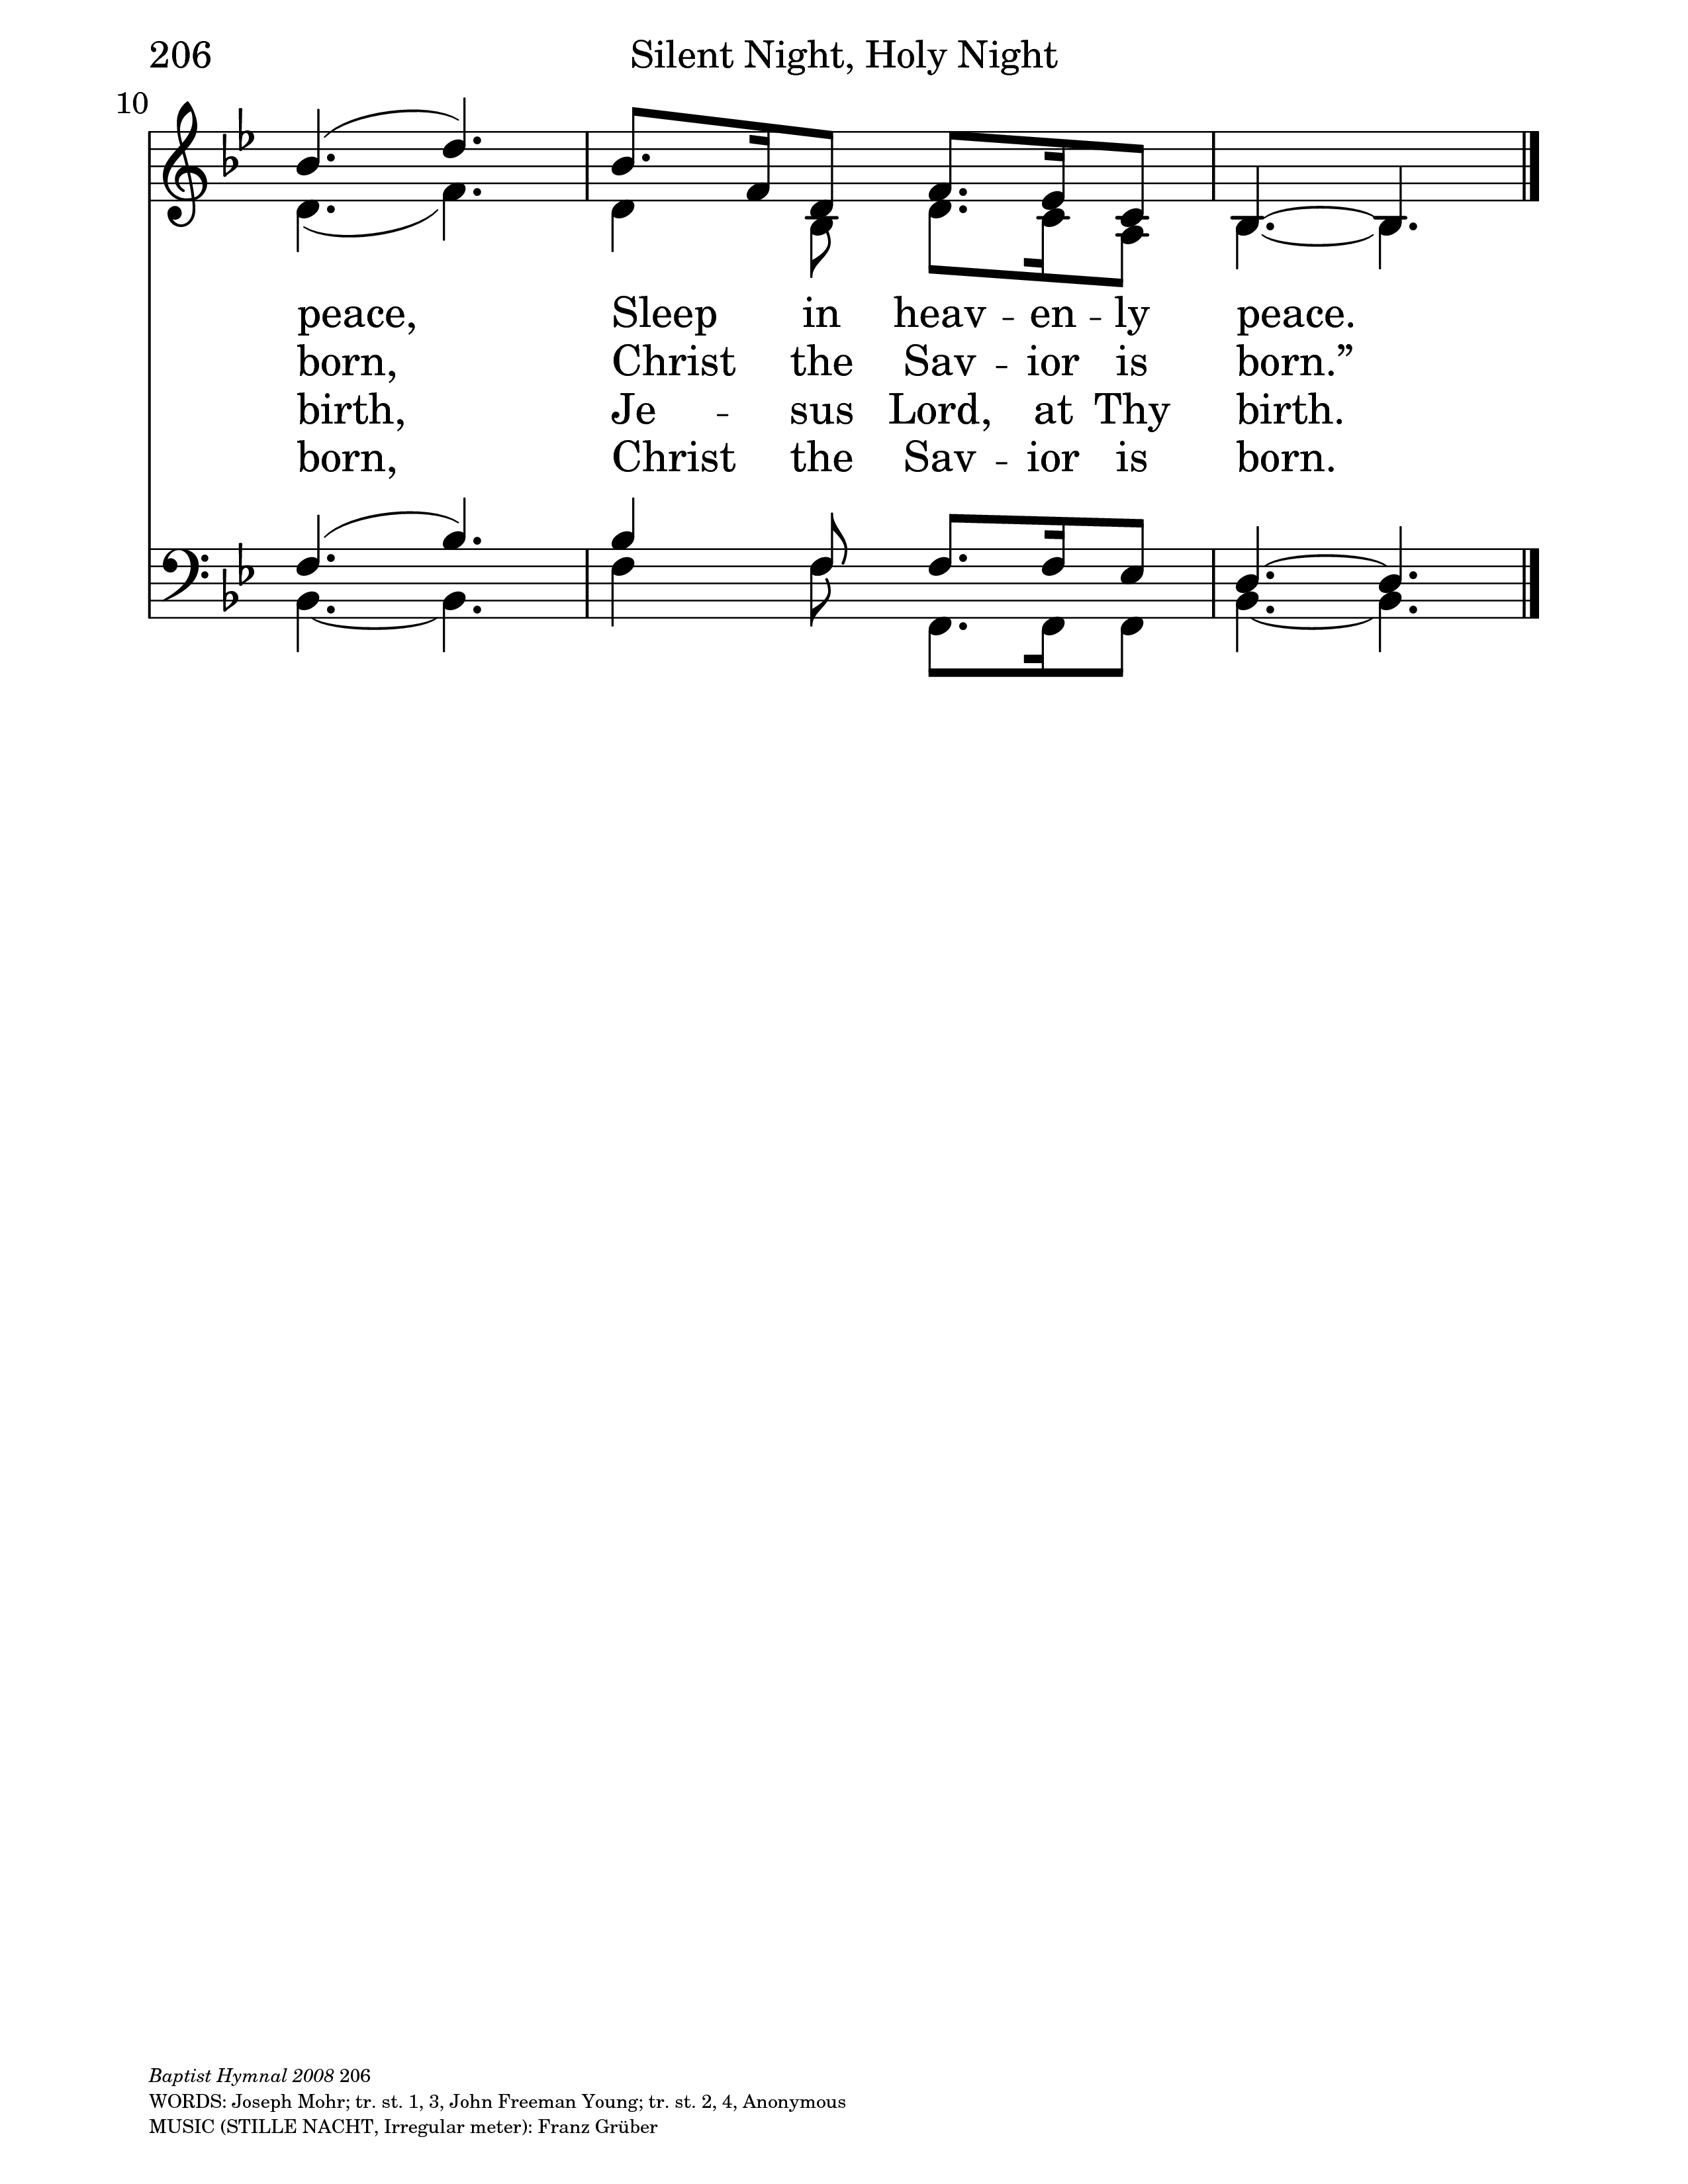 206 Silent Night, Holy Night
10
peace, Sleep in heav - en - ly peace.
born, Christ the Sav - ior is born.”
birth, Je - sus Lord, at Thy birth.
born, Christ the Sav - ior is born.
Baptist Hymnal 2008 206
WORDS: Joseph Mohr; tr. st. 1, 3, John Freeman Young; tr. st. 2, 4, Anonymous
MUSIC (STILLE NACHT, Irregular meter): Franz Grüber